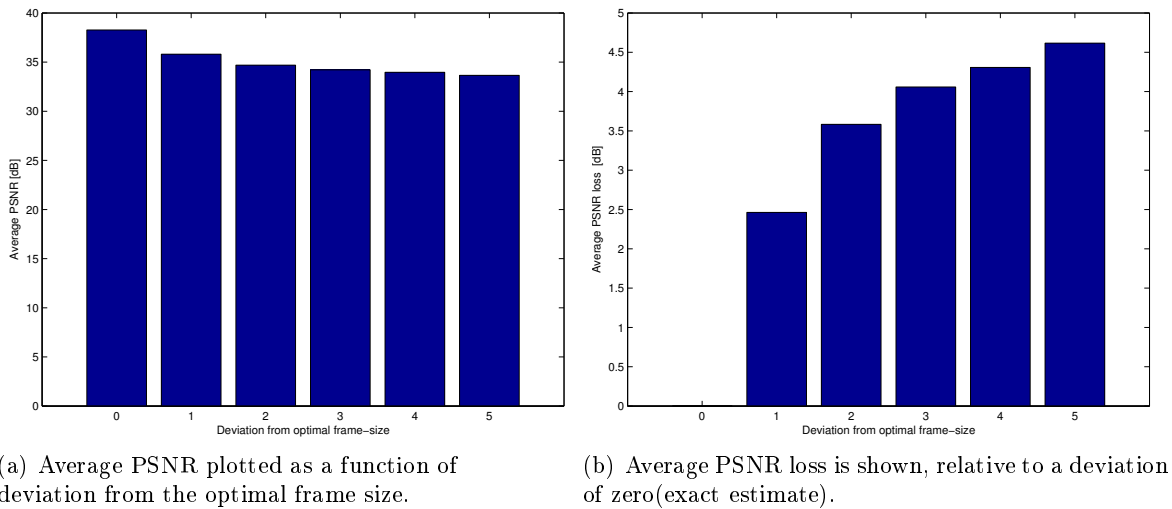 40
35
30
25
20
15
10
5
0
Average PSNR [dB]
0 1 2 3 4 5
Deviation from optimal frame−size
(a) Average PSNR plotted as a function of
deviation from the optimal frame size.
5
4.5
4
3.5
3
2.5
2
1.5
1
0.5
0
Average PSNR loss [dB]
0 1 2 3 4 5
Deviation from optimal frame−size
(b) Average PSNR loss is shown, relative to a deviation
of zero(exact estimate).